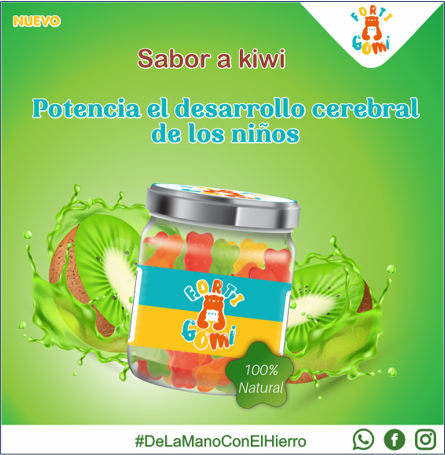 NUEVO
FORTI
GOMi
Sabor a kiwi
Potencia el desarrollo cerebral
de los niños
FORTI
GOMi
100%
Natural
#DeLaManoConElHierro